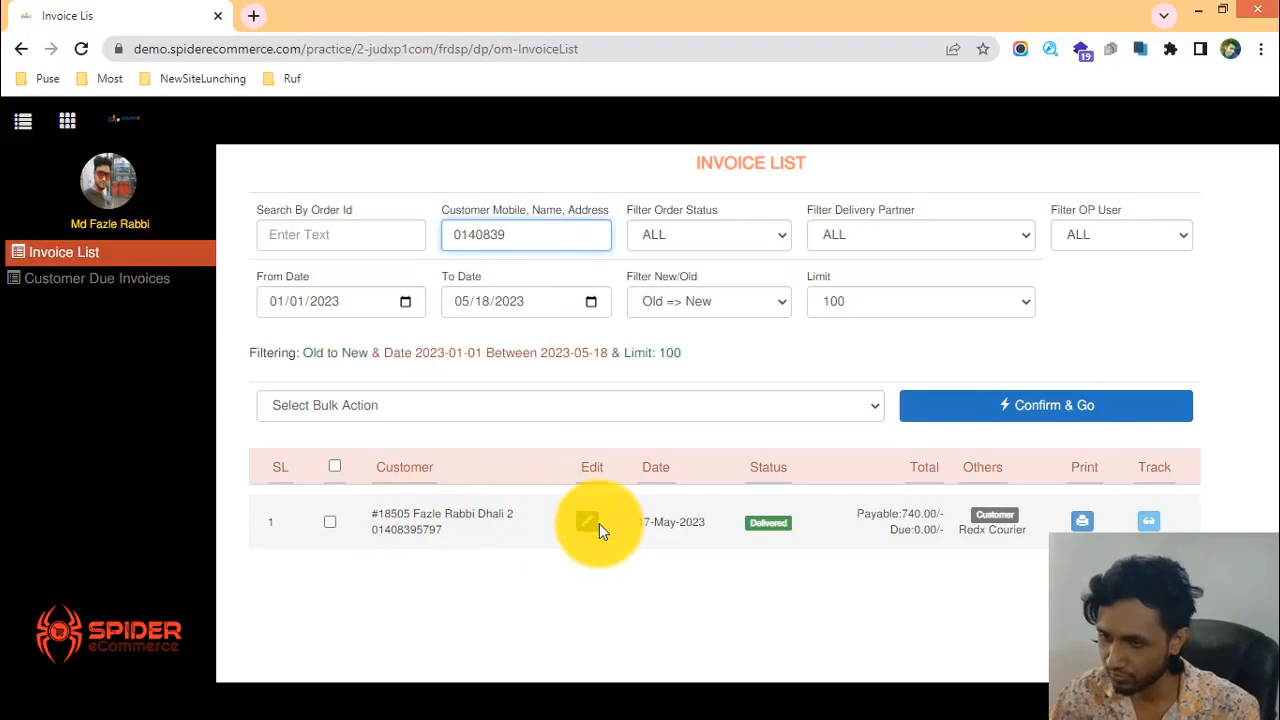 Invoice Lis
demo.spiderecommerce.com/practice/2-judxp1com/frdsp/dp/om-InvoiceList
19
Puse Most NewSiteLunching Ruf
Md Fazle Rabbi
Invoice List
Customer Due Invoices
SPIDER
eCommerce
INVOICE LIST
Search By Order Id Customer Mobile, Name, Address Filter Order Status Filter Delivery Partner Filter OP User
Enter Text 0140839 ALL ALL ALL
From Date To Date Filter New/Old Limit
01/01/2023 05/18/2023 Old => New 100
Filtering: Old to New & Date 2023-01-01 Between 2023-05-18 & Limit: 100
Select Bulk Action Confirm & Go
SL Customer Edit Date Status Total Others Print Track
1 #18505 Fazle Rabbi Dhali 2 17-May-2023 Delivered Payable:740.00/- Customer
01408395797 Due:0.00/- Redx Courier